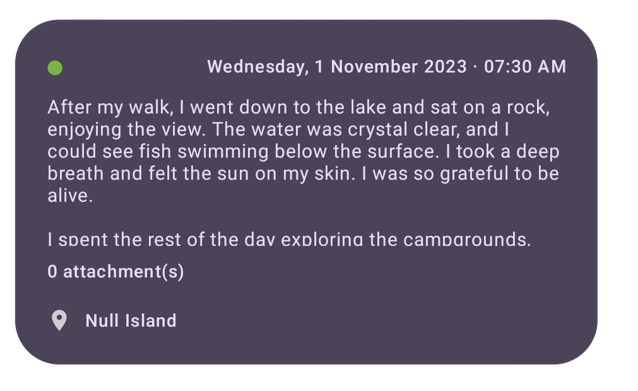 Wednesday, 1 November 2023 · 07:30 AM
After my walk, I went down to the lake and sat on a rock,
enjoying the view. The water was crystal clear, and I
could see fish swimming below the surface. I took a deep
breath and felt the sun on my skin. I was so grateful to be
alive.
I spent the rest of the day exploring the campgrounds.
0 attachment(s)
Null Island